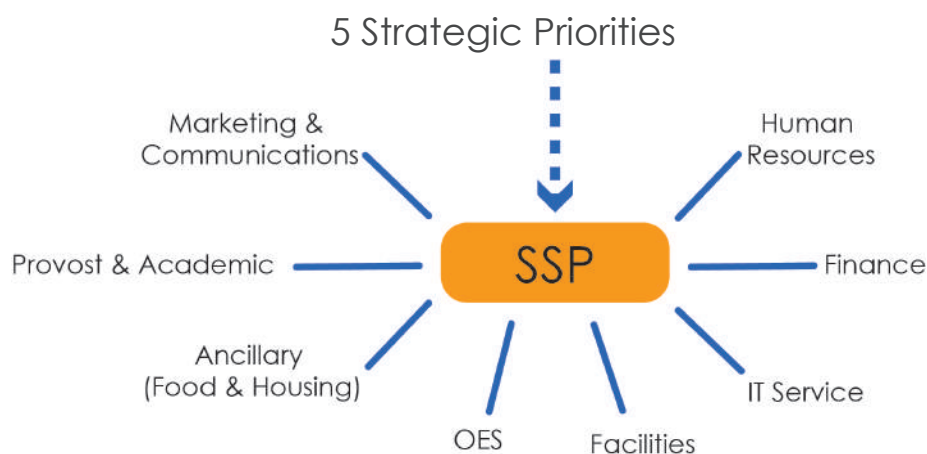 5 Strategic Priorities
Marketing &
Communications
Human
Resources
Provost & Academic
SSP
Finance
Ancillary
(Food & Housing)
IT Service
OES
Facilities